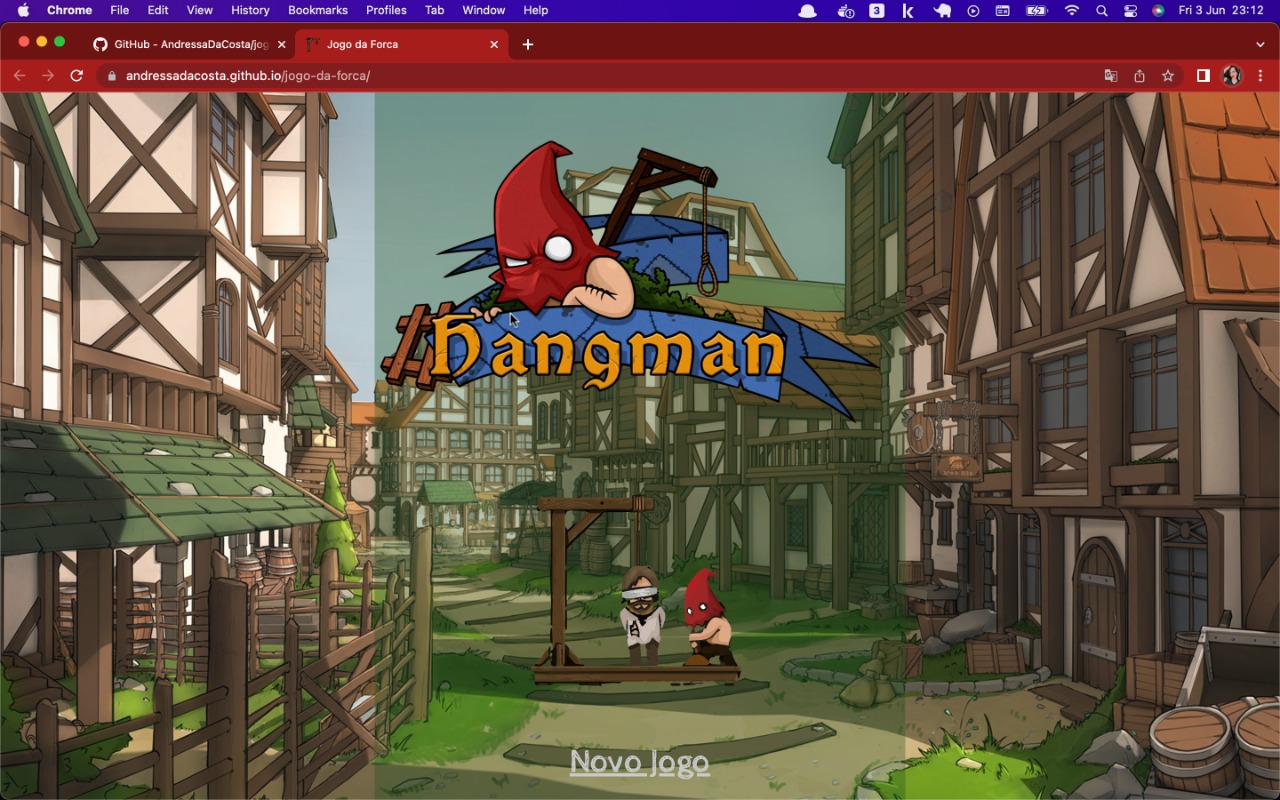 Chrome File Edit View History Bookmarks Profiles Tab Window Help 3 Fri 3 Jun 23:12
GitHub - AndressaDaCosta/jog Jogo da Forca
andressadacosta.github.io/jogo-da-forca/
#hangman
Novo Jogo